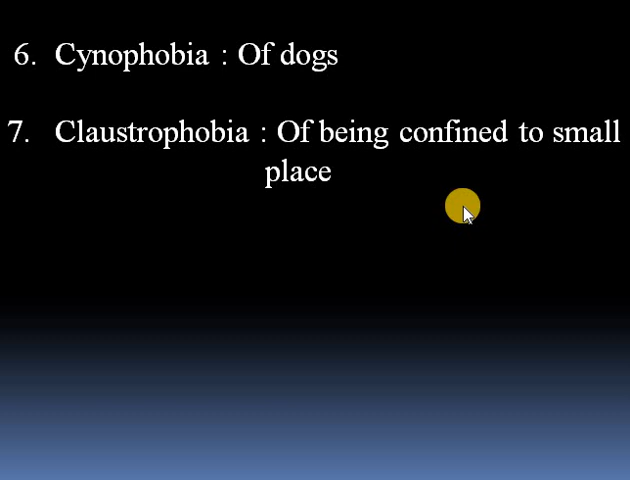 6. Cynophobia : Of dogs
7. Claustrophobia : Of being confined to small
place